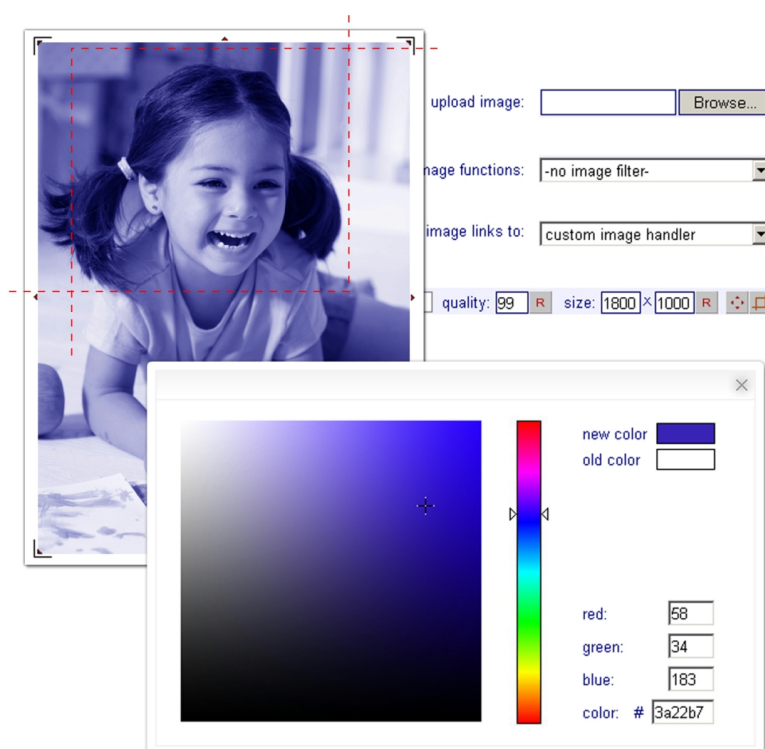 upload image:
Browse...
image functions:
-no image filter-
image links to:
custom image handler
quality: 99 R size: 1800 × 1000 R
new color
old color
red: 58
green: 34
blue: 183
color: # 3a22b7